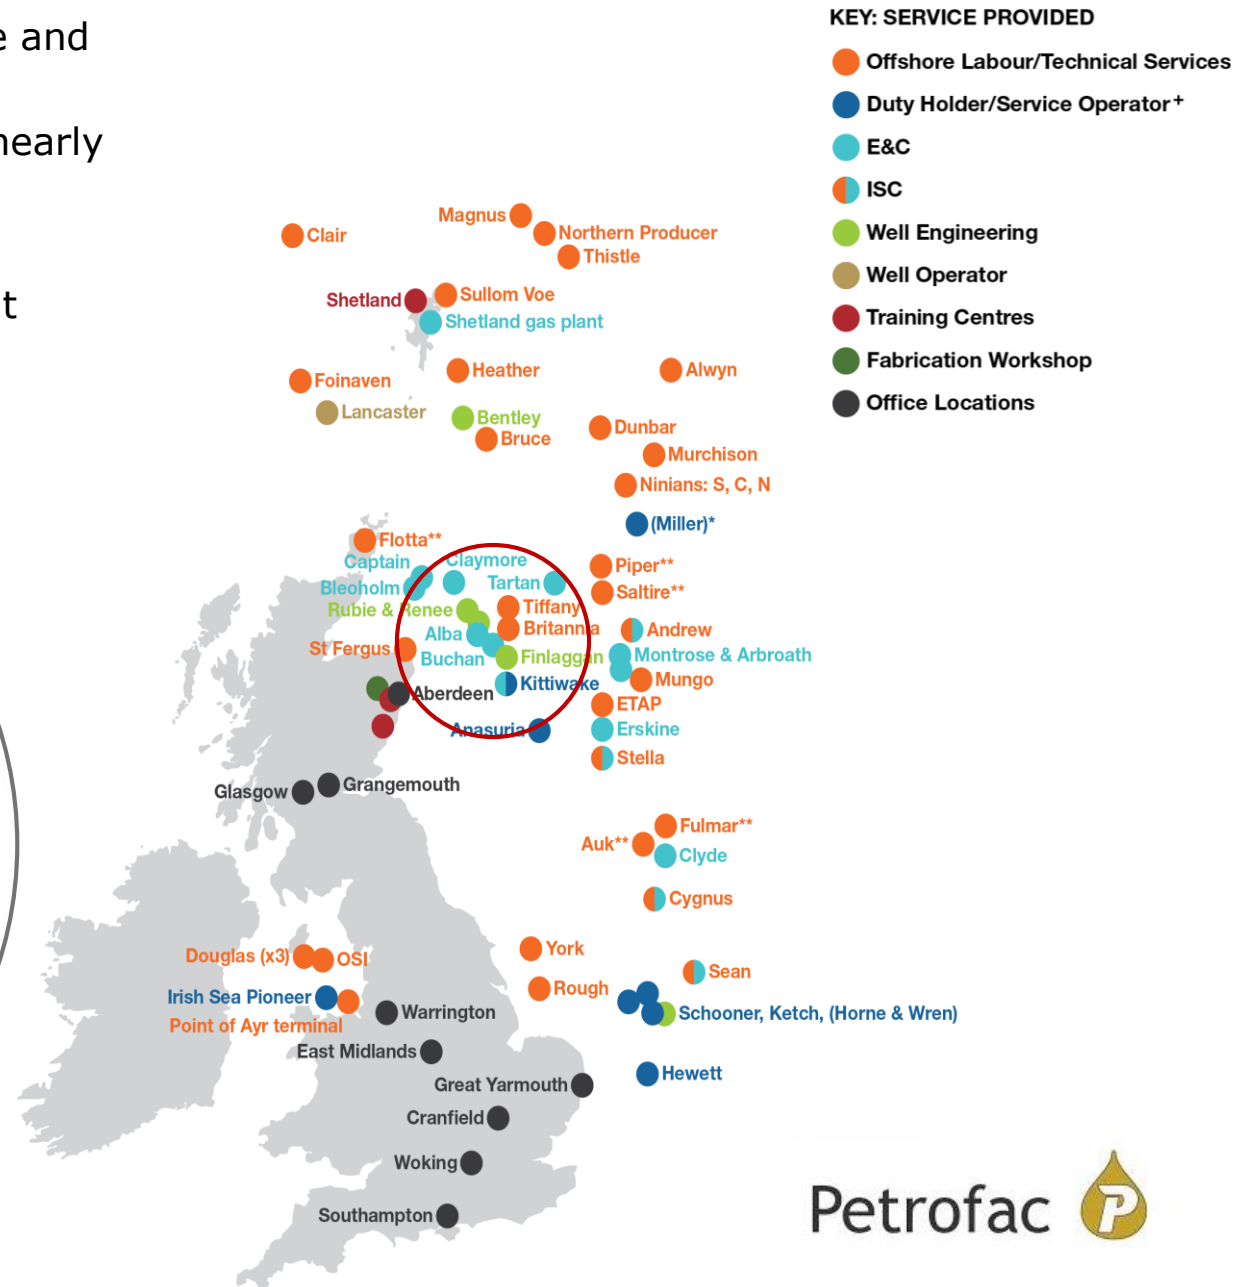 e and
nearly
t
KEY: SERVICE PROVIDED
Offshore Labour/Technical Services
Duty Holder/Service Operator+
E&C
ISC
Well Engineering
Well Operator
Training Centres
Fabrication Workshop
Office Locations
Magnus
Clair
Northern Producer
Thistle
Shetland
Sullom Voe
Shetland gas plant
Foinaven
Heather
Alwyn
Lancaster
Bentley
Bruce
Dunbar
Murchison
Ninians: S, C, N
(Miller)*
Flotta**
Captain
Claymore
Piper**
Bleoholm
Tartan
Saltire**
Rubie & Renee
Tiffany
Alba
Britannia
Andrew
St Fergus
Buchan
Finlaggan
Montrose & Arbroath
Aberdeen
Kittiwake
Mungo
ETAP
Anasuria
Erskine
Stella
Glasgow
Grangemouth
Fulmar**
Auk**
Clyde
Cygnus
Douglas (x3)
OSI
York
Sean
Irish Sea Pioneer
Rough
Point of Ayr terminal
Warrington
Schooner, Ketch, (Horne & Wren)
East Midlands
Hewett
Great Yarmouth
Cranfield
Woking
Southampton
Petrofac
P